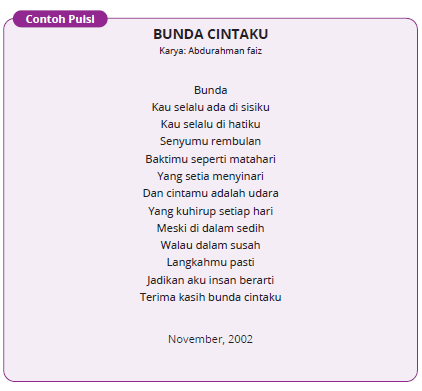 Contoh Puisi
BUNDA CINTAKU
Karya: Abdurahman faiz
Bunda
Kau selalu ada di sisiku
Kau selalu di hatiku
Senyumu rembulan
Baktimu seperti matahari
Yang setia menyinari
Dan cintamu adalah udara
Yang kuhirup setiap hari
Meski di dalam sedih
Walau dalam susah
Langkahmu pasti
Jadikan aku insan berarti
Terima kasih bunda cintaku
November, 2002